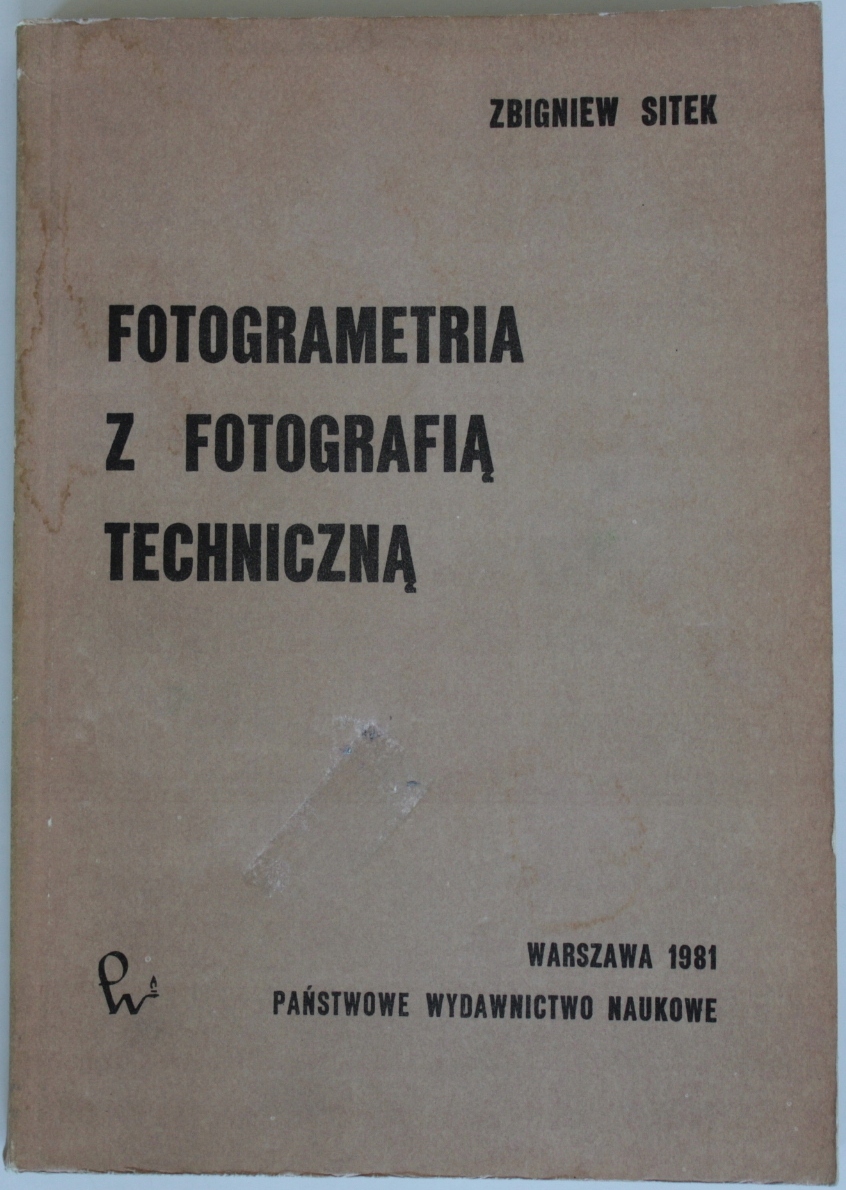 ZBIGNIEW SITEK
FOTOGRAMETRIA
Z FOTOGRAFIĄ
TECHNICZNĄ
WARSZAWA 1981
PAŃSTWOWE WYDAWNICTWO NAUKOWE